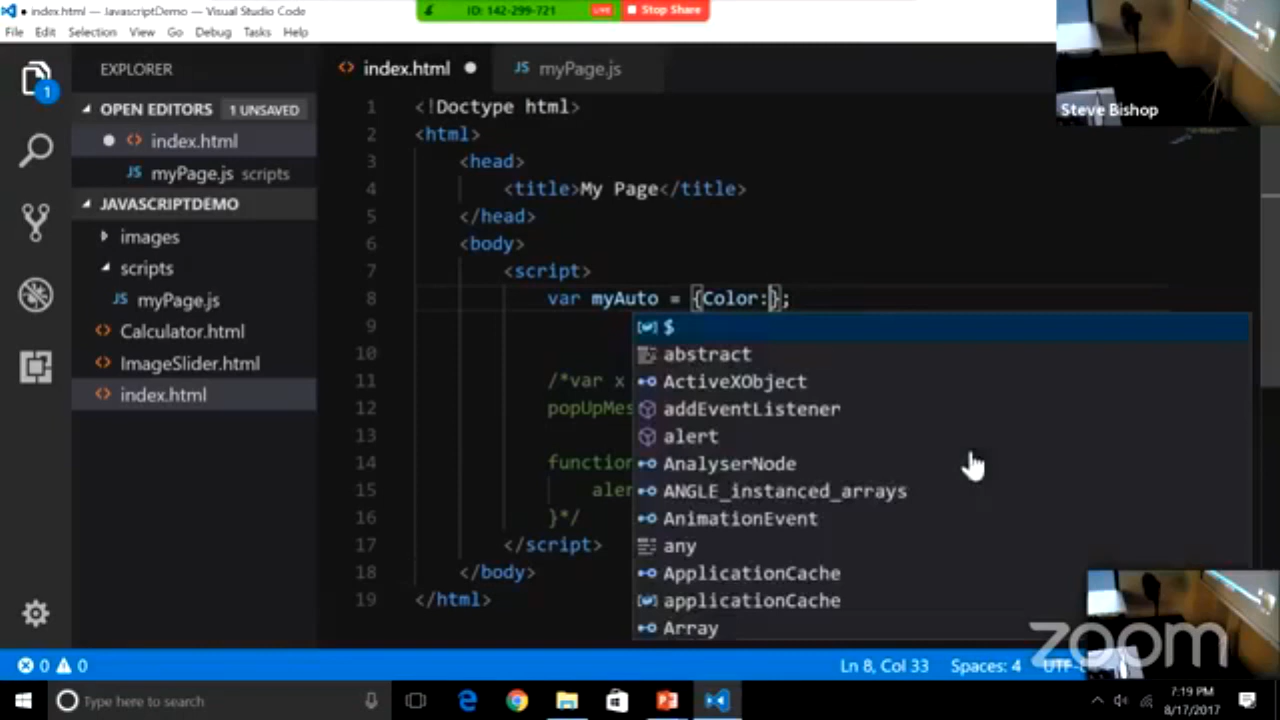 index.html — JavascriptDemo — Visual Studio Code
ID: 142-299-721
LIVE
Stop Share
File Edit Selection View Go Debug Tasks Help
Steve Bishop
EXPLORER
1
OPEN EDITORS 1 UNSAVED
index.html
myPage.js scripts
JAVASCRIPTDEMO
images
scripts
JS myPage.js
Calculator.html
ImageSlider.html
index.html
index.html
JS myPage.js
1 <!Doctype html>
2 <html>
3 <head>
4 <title>My Page</title>
5 </head>
6 <body>
7 <script>
8 var myAuto = {Color:};
9
10
11 /*var x
12 popUpMes
13
14 function
15 aler
16 }*/
17 </script>
18 </body>
19 </html>
$
abstract
ActiveXObject
addEventListener
alert
AnalyserNode
ANGLE_instanced_arrays
AnimationEvent
any
ApplicationCache
applicationCache
Array
zoom
0 0
Ln 8, Col 33 Spaces: 4
Type here to search
7:19 PM
8/17/2017